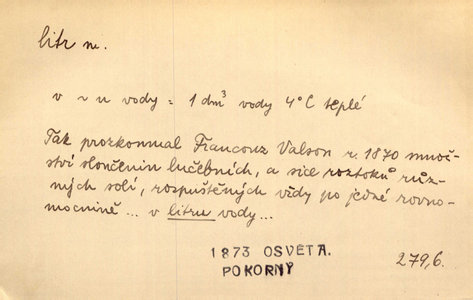 litr m.
v r u vody = 1 dm³ vody 4°C teplé
Tak prozkoumal Francouz Valson r. 1870 množ-
ství sloučenin lučebních, a sice roztoků růz-
ných solí, rozpuštěných vždy po jedné rovno-
mocnině ... v litru vody ...
1873 OSVĚTA.
POKORNÝ
279,6.